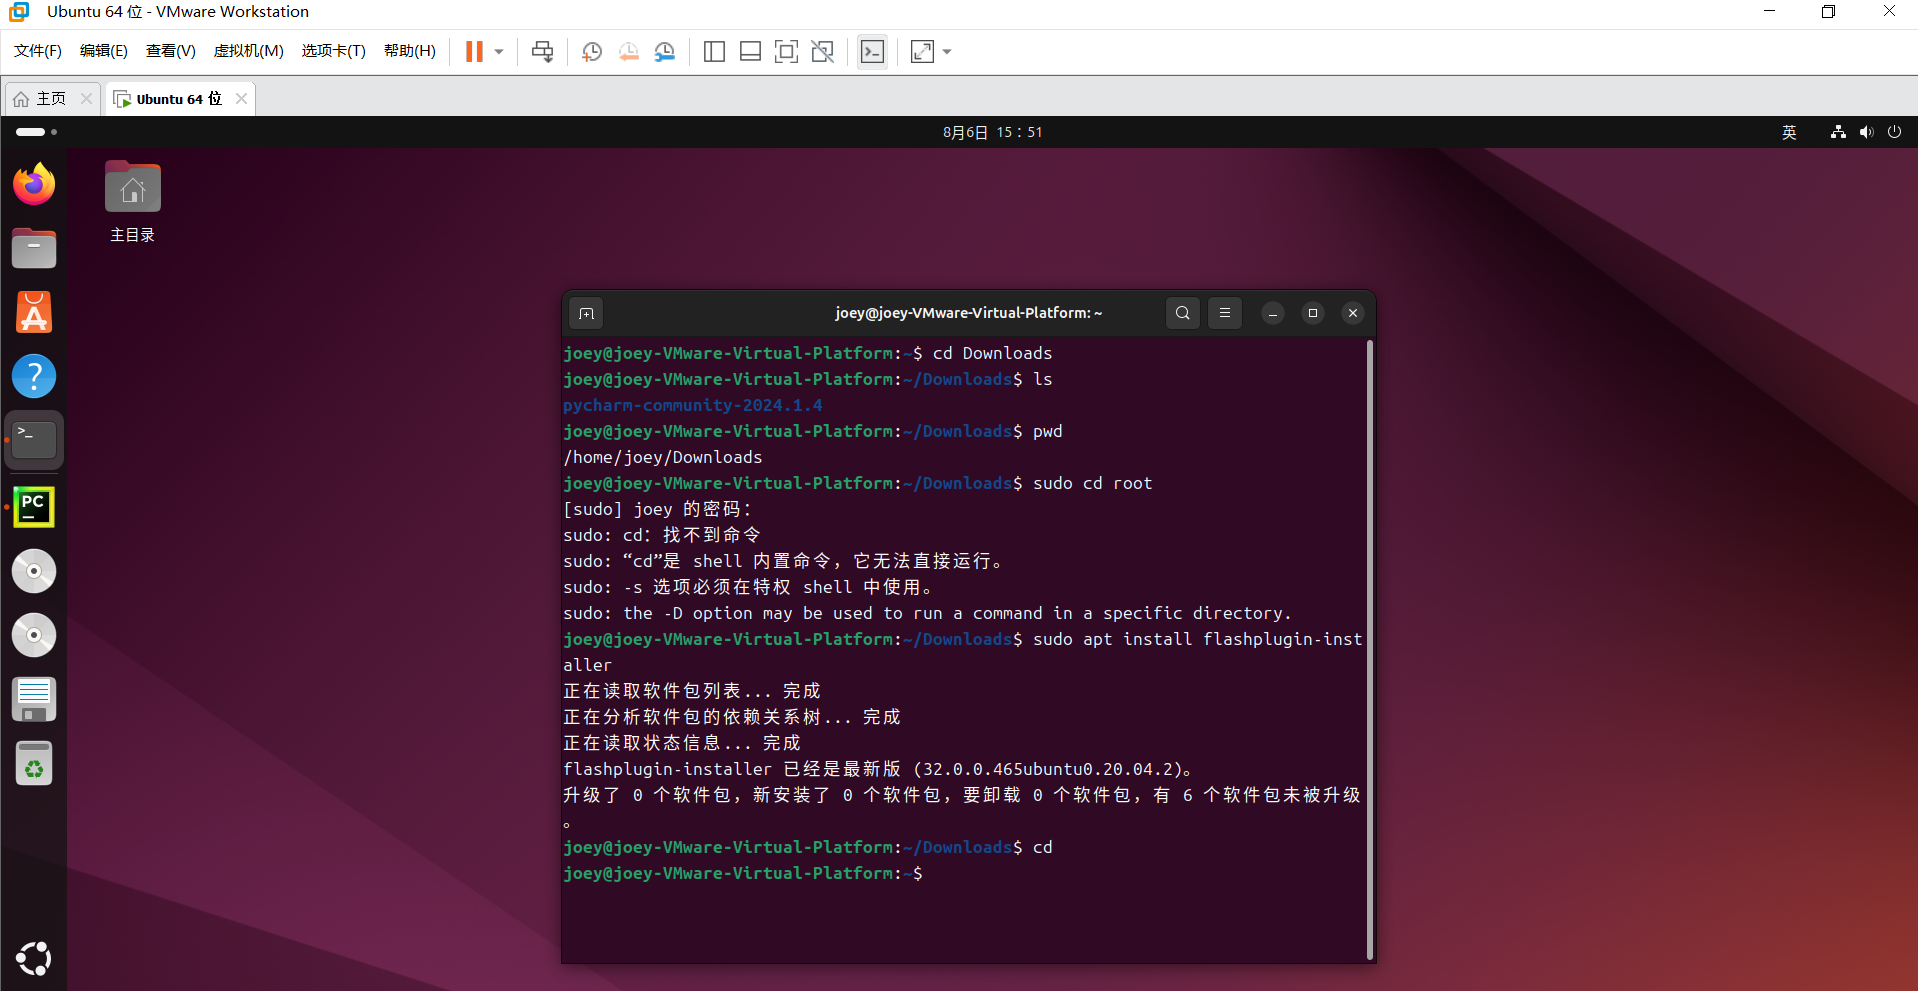 Ubuntu 64 位 - VMware Workstation
文件(F) 编辑(E) 查看(V) 虚拟机(M) 选项卡(T) 帮助(H)
主页 Ubuntu 64 位
8月6日 15：51 英
主目录
joey@joey-VMware-Virtual-Platform: ~
joey@joey-VMware-Virtual-Platform:~$ cd Downloads
joey@joey-VMware-Virtual-Platform:~/Downloads$ ls
pycharm-community-2024.1.4
joey@joey-VMware-Virtual-Platform:~/Downloads$ pwd
/home/joey/Downloads
joey@joey-VMware-Virtual-Platform:~/Downloads$ sudo cd root
[sudo] joey 的密码：
sudo: cd：找不到命令
sudo: “cd”是 shell 内置命令，它无法直接运行。
sudo: -s 选项必须在特权 shell 中使用。
sudo: the -D option may be used to run a command in a specific directory.
joey@joey-VMware-Virtual-Platform:~/Downloads$ sudo apt install flashplugin-inst
aller
正在读取软件包列表... 完成
正在分析软件包的依赖关系树... 完成
正在读取状态信息... 完成
flashplugin-installer 已经是最新版 (32.0.0.465ubuntu0.20.04.2)。
升级了 0 个软件包，新安装了 0 个软件包，要卸载 0 个软件包，有 6 个软件包未被升级
。
joey@joey-VMware-Virtual-Platform:~/Downloads$ cd
joey@joey-VMware-Virtual-Platform:~$
PC